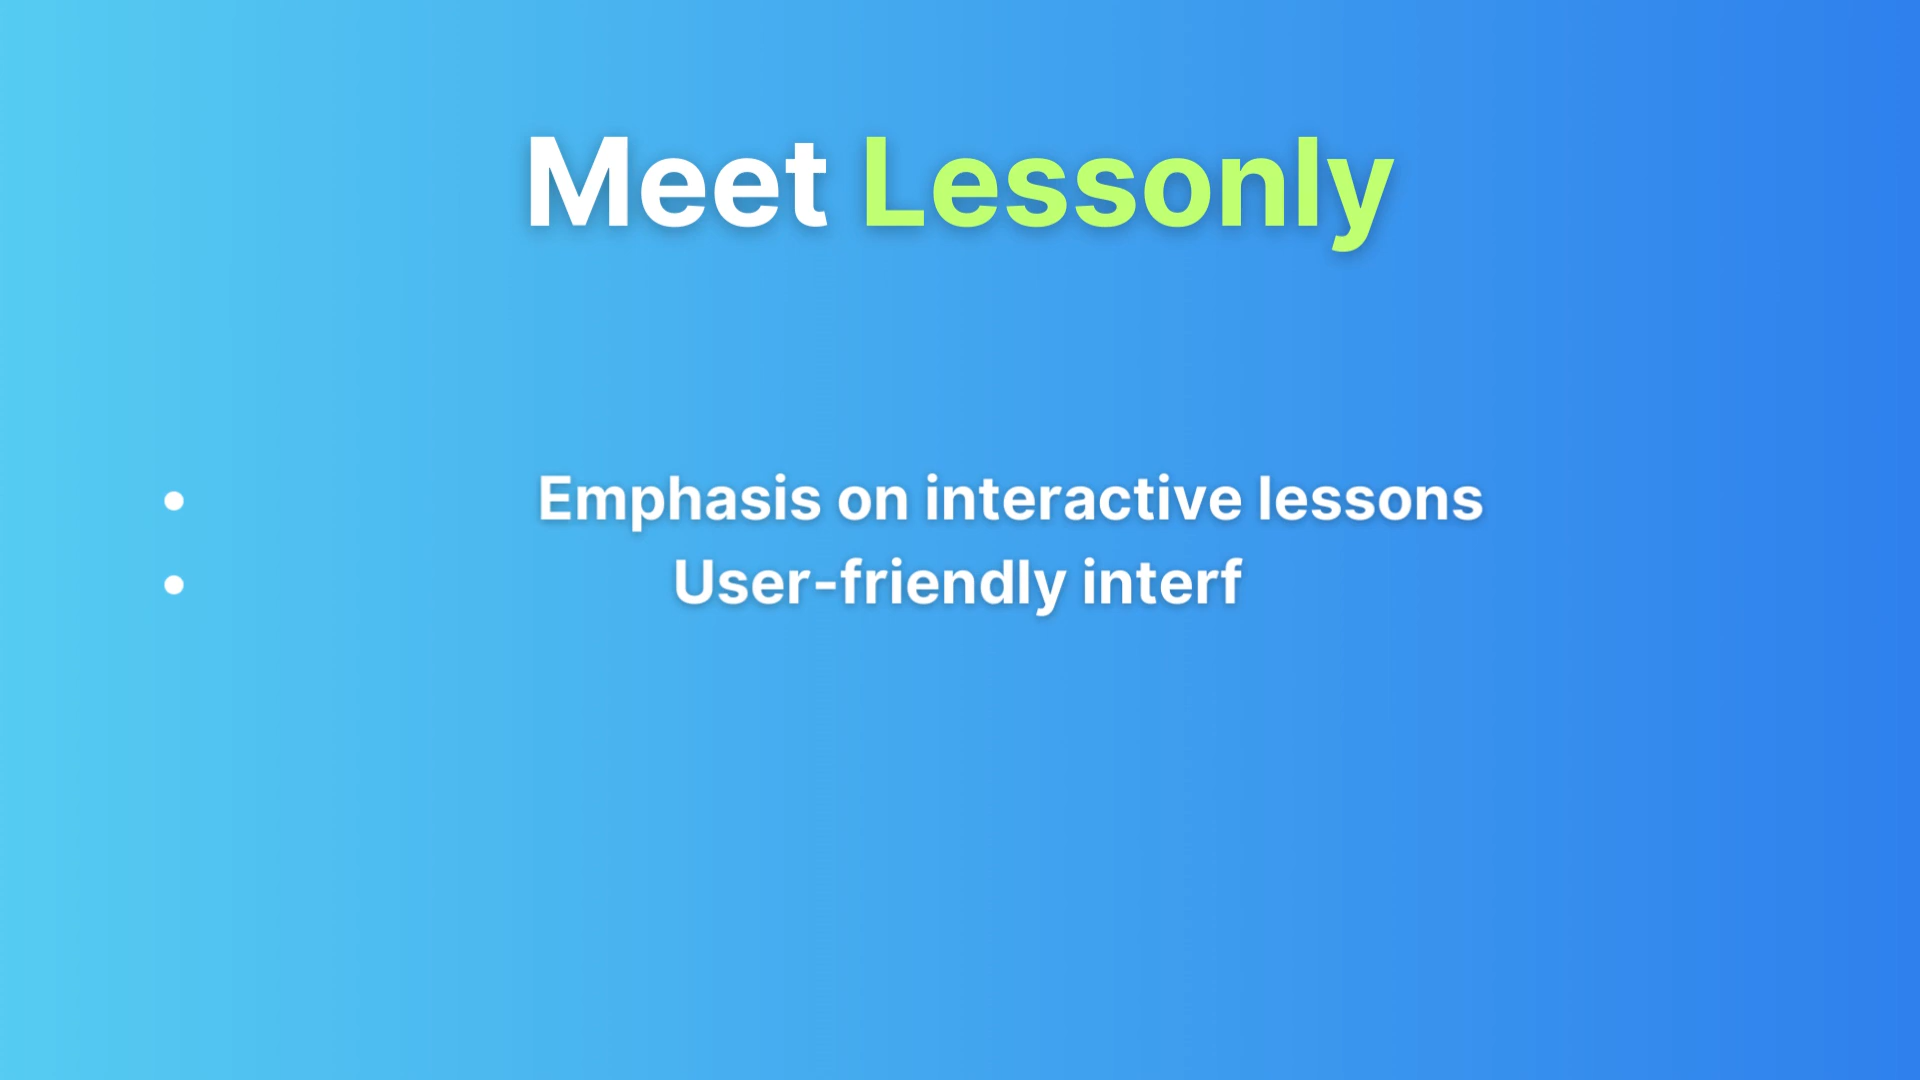 Meet Lessonly
• Emphasis on interactive lessons
• User-friendly interf